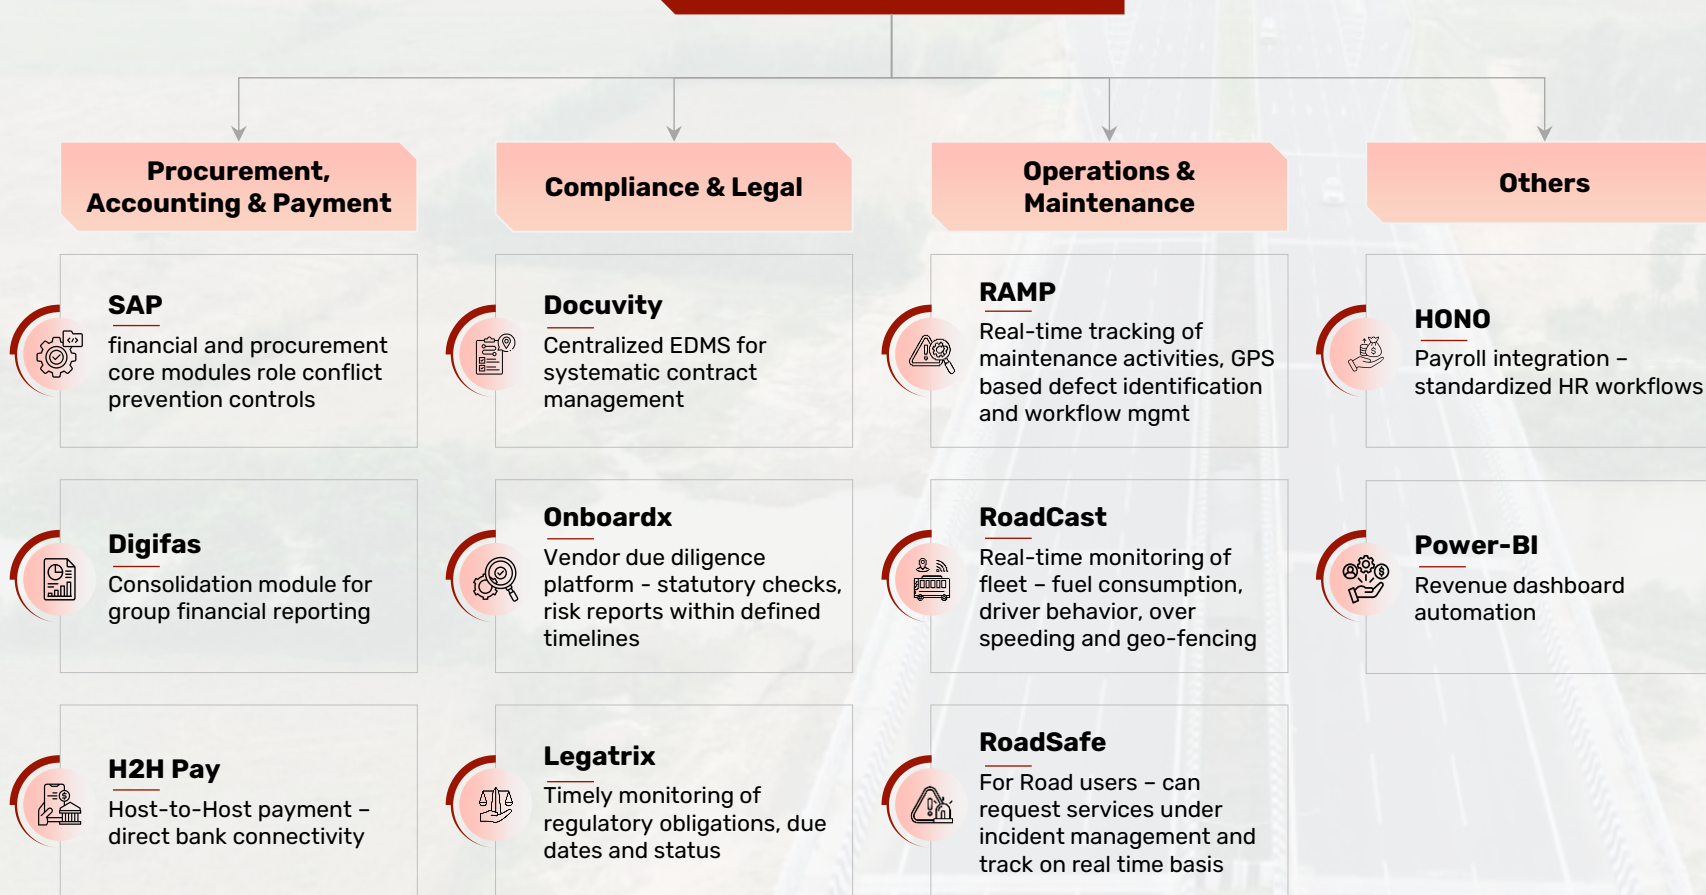 Procurement,
Accounting & Payment
SAP
financial and procurement
core modules role conflict
prevention controls
Digifas
Consolidation module for
group financial reporting
H2H Pay
Host-to-Host payment –
direct bank connectivity
Compliance & Legal
Docuvity
Centralized EDMS for
systematic contract
management
Onboardx
Vendor due diligence
platform - statutory checks,
risk reports within defined
timelines
Legatrix
Timely monitoring of
regulatory obligations, due
dates and status
Operations &
Maintenance
RAMP
Real-time tracking of
maintenance activities, GPS
based defect identification
and workflow mgmt
RoadCast
Real-time monitoring of
fleet – fuel consumption,
driver behavior, over
speeding and geo-fencing
RoadSafe
For Road users – can
request services under
incident management and
track on real time basis
Others
HONO
Payroll integration –
standardized HR workflows
Power-BI
Revenue dashboard
automation